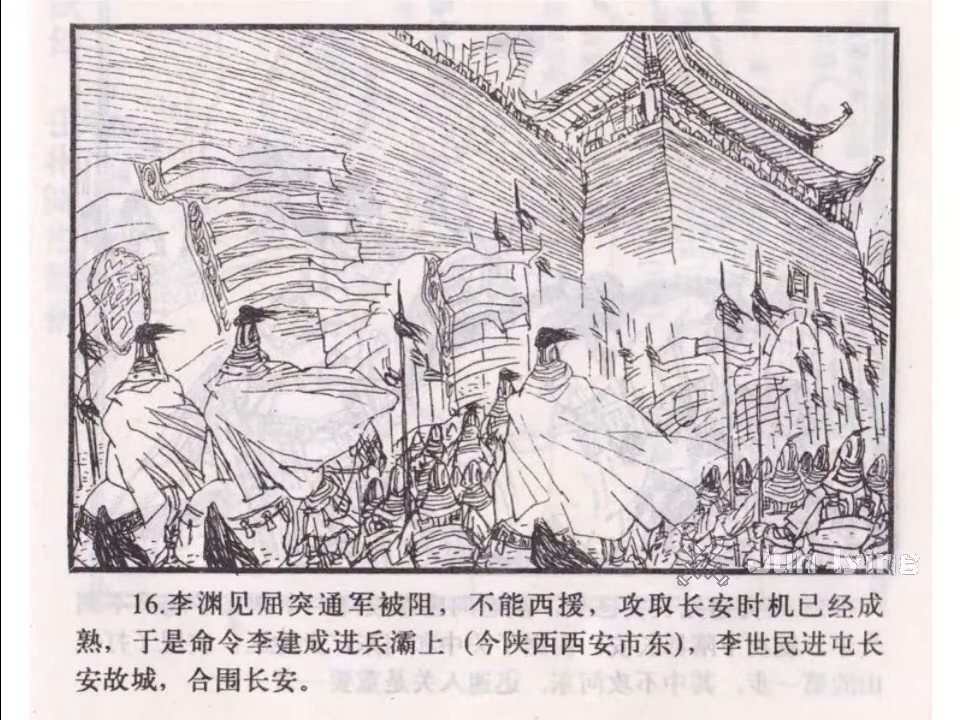 16.李渊见屈突通军被阻，不能西援，攻取长安时机已经成
熟，于是命令李建成进兵灞上（今陕西西安市东），李世民进屯长
安故城，合围长安。